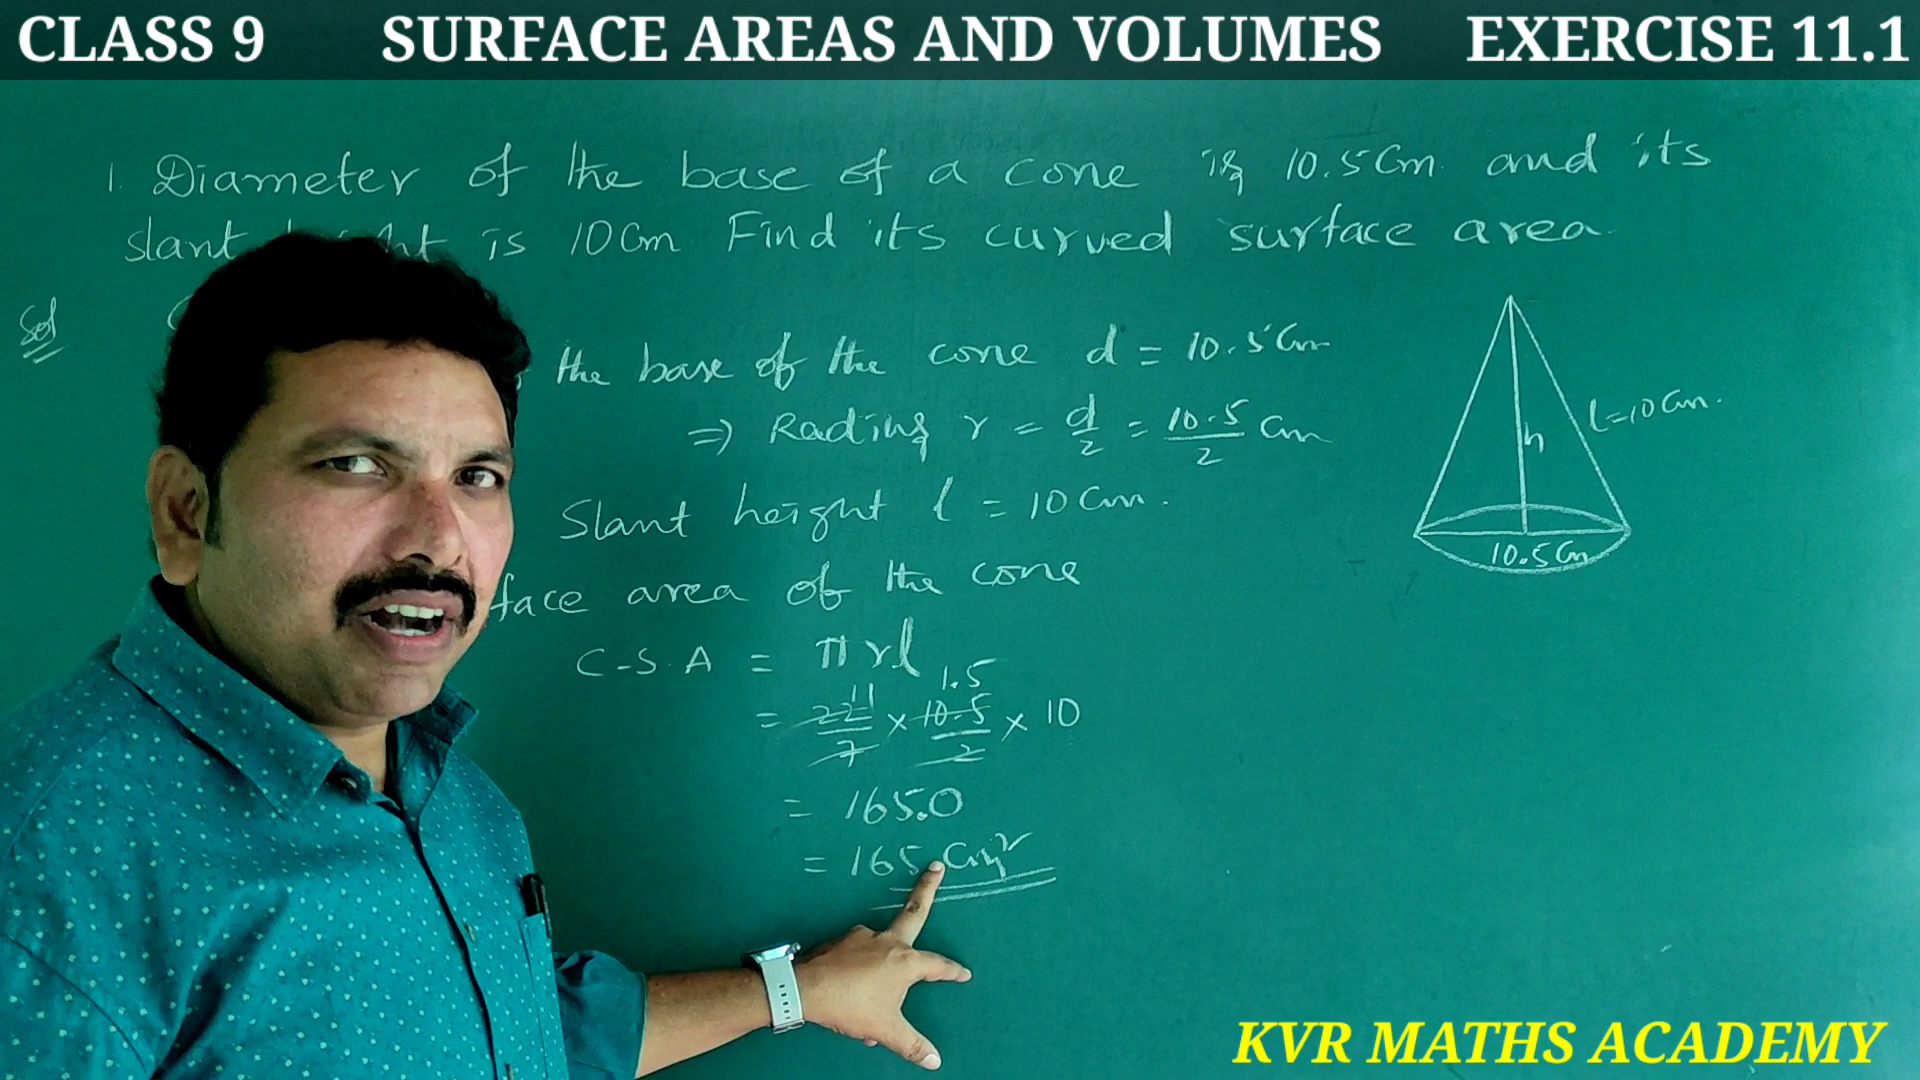 CLASS 9 SURFACE AREAS AND VOLUMES EXERCISE 11.1
1. Diameter of the base of a cone is 10.5 Cm and its
slant is 10 Cm Find its curved surface area.
Sol
the base of the cone d = 10.5 Cm
⇒ Radius r = d/2 = 10.5/2 Cm
Slant height l = 10 Cm.
face area of the cone
C.S.A = πrl
11 1.5
= 22/7 × 10.5/2 × 10
= 165.0
= 165 Cm²
l=10 Cm.
h
10.5 Cm
KVR MATHS ACADEMY